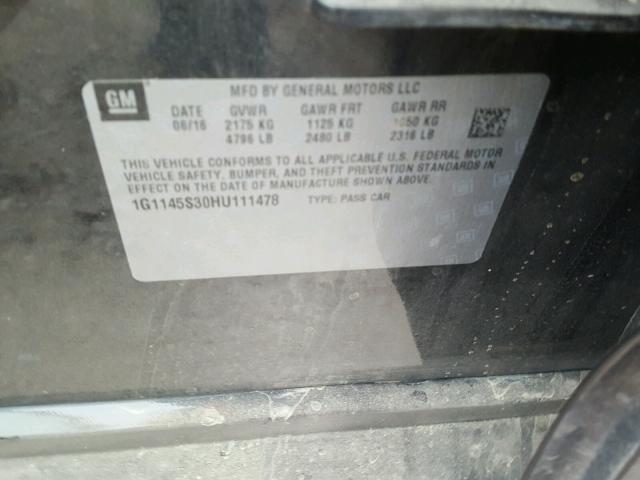 GM
MFD BY GENERAL MOTORS LLC
DATE GVWR GAWR FRT GAWR RR
06/16 2175 KG 1125 KG 1050 KG
4796 LB 2480 LB 2316 LB
THIS VEHICLE CONFORMS TO ALL APPLICABLE U.S. FEDERAL MOTOR
VEHICLE SAFETY, BUMPER, AND THEFT PREVENTION STANDARDS IN
EFFECT ON THE DATE OF MANUFACTURE SHOWN ABOVE.
1G1145S30HU111478 TYPE: PASS CAR